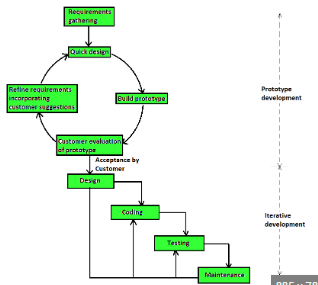 Requirements
gathering
Quick design
Refine requirements
incorporating
customer suggestions
Build prototype
Prototype
development
Customer evaluation
of prototype
Acceptance by
Customer
Design
Coding
Iterative
development
Testing
Maintenance